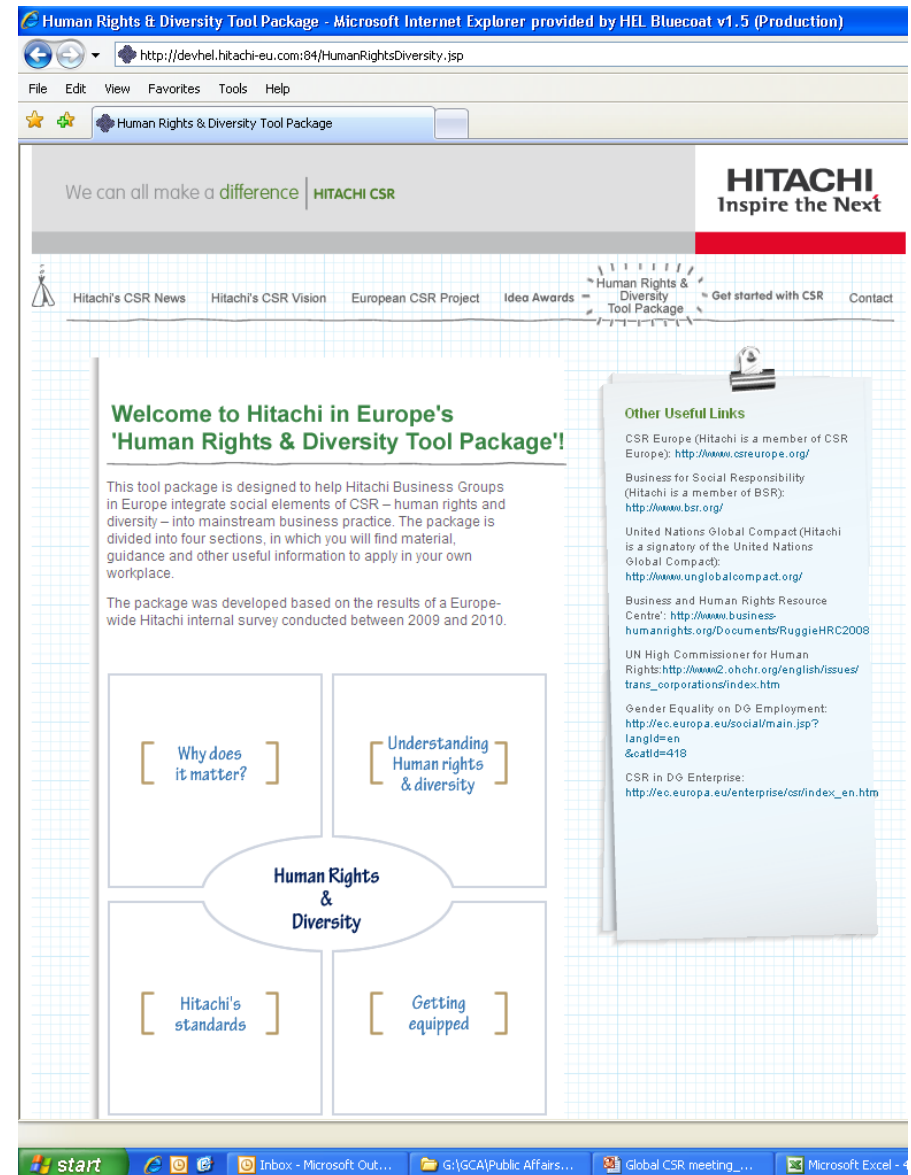 Human Rights & Diversity Tool Package - Microsoft Internet Explorer provided by HEL Bluecoat v1.5 (Production)
http://devhel.hitachi-eu.com:84/HumanRightsDiversity.jsp
File Edit View Favorites Tools Help
Human Rights & Diversity Tool Package
We can all make a difference HITACHI CSR
HITACHI
Inspire the Next
Hitachi's CSR News Hitachi's CSR Vision European CSR Project Idea Awards
Human Rights &
Diversity
Tool Package
Get started with CSR Contact
Welcome to Hitachi in Europe's
'Human Rights & Diversity Tool Package'!
This tool package is designed to help Hitachi Business Groups
in Europe integrate social elements of CSR – human rights and
diversity – into mainstream business practice. The package is
divided into four sections, in which you will find material,
guidance and other useful information to apply in your own
workplace.
The package was developed based on the results of a Europe-
wide Hitachi internal survey conducted between 2009 and 2010.
Why does
it matter?
Understanding
Human rights
& diversity
Human Rights
&
Diversity
Hitachi's
standards
Getting
equipped
Other Useful Links
CSR Europe (Hitachi is a member of CSR
Europe): http://www.csreurope.org/
Business for Social Responsibility
(Hitachi is a member of BSR):
http://www.bsr.org/
United Nations Global Compact (Hitachi
is a signatory of the United Nations
Global Compact):
http://www.unglobalcompact.org/
Business and Human Rights Resource
Centre': http://www.business-
humanrights.org/Documents/RuggieHRC2008
UN High Commissioner for Human
Rights:http://www2.ohchr.org/english/issues/
trans_corporations/index.htm
Gender Equality on DG Employment:
http://ec.europa.eu/social/main.jsp?
langId=en
&catId=418
CSR in DG Enterprise:
http://ec.europa.eu/enterprise/csr/index_en.htm
start Inbox - Microsoft Out... G:\GCA\Public Affairs... Global CSR meeting_... Microsoft Excel - 4